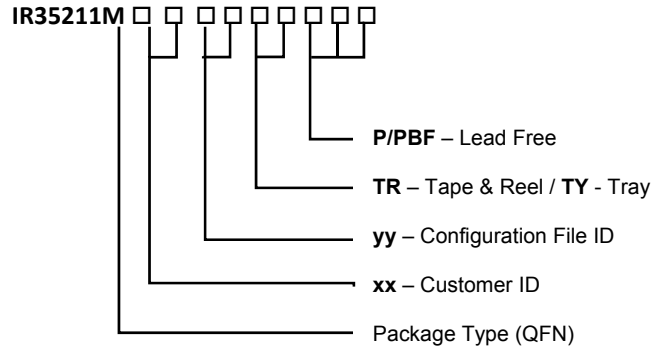 IR35211M □ □ □ □ □ □ □ □ □
P/PBF – Lead Free
TR – Tape & Reel / TY - Tray
yy – Configuration File ID
xx – Customer ID
Package Type (QFN)